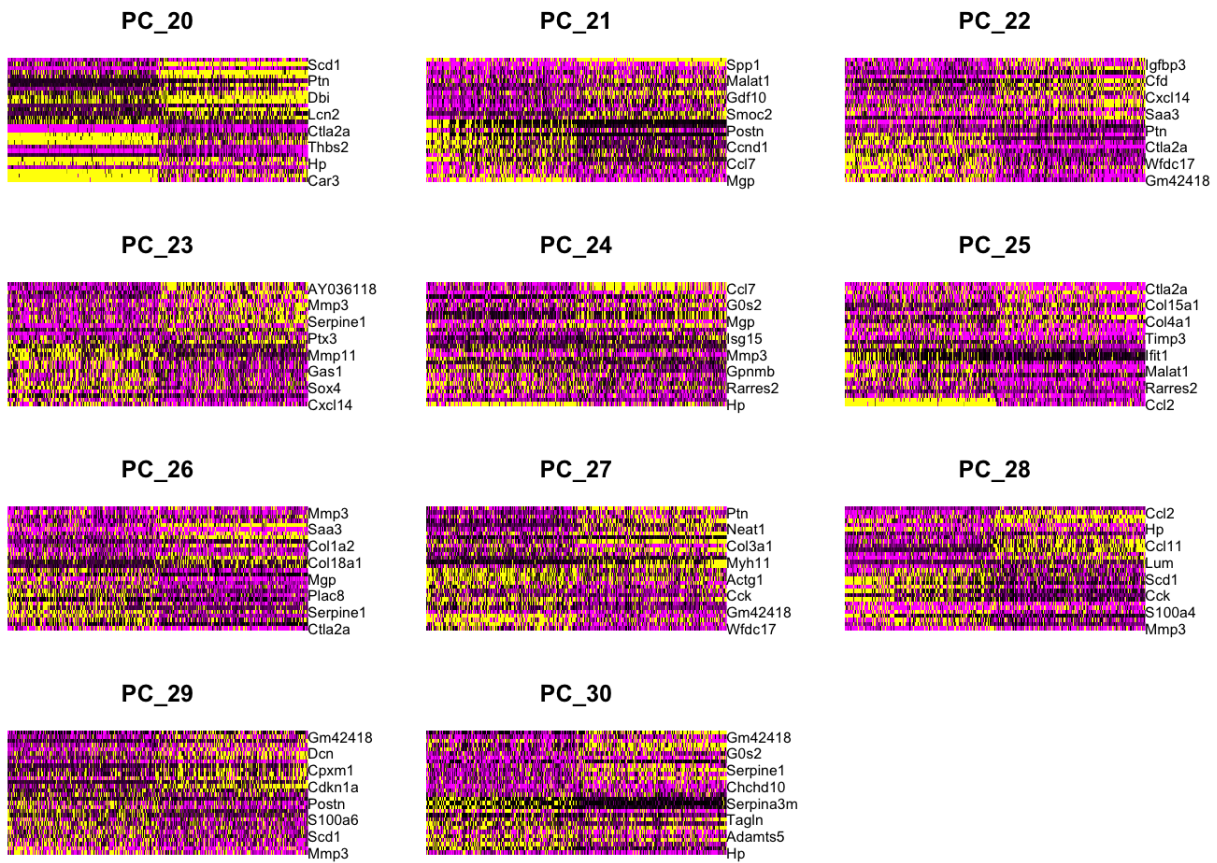 PC_20
Scd1
Ptn
Dbi
Lcn2
Ctla2a
Thbs2
Hp
Car3
PC_21
Spp1
Malat1
Gdf10
Smoc2
Postn
Ccnd1
Ccl7
Mgp
PC_22
Igfbp3
Cfd
Cxcl14
Saa3
Ptn
Ctla2a
Wfdc17
Gm42418
PC_23
AY036118
Mmp3
Serpine1
Ptx3
Mmp11
Gas1
Sox4
Cxcl14
PC_24
Ccl7
G0s2
Mgp
Isg15
Mmp3
Gpnmb
Rarres2
Hp
PC_25
Ctla2a
Col15a1
Col4a1
Timp3
Ifit1
Malat1
Rarres2
Ccl2
PC_26
Mmp3
Saa3
Col1a2
Col18a1
Mgp
Plac8
Serpine1
Ctla2a
PC_27
Ptn
Neat1
Col3a1
Myh11
Actg1
Cck
Gm42418
Wfdc17
PC_28
Ccl2
Hp
Ccl11
Lum
Scd1
Cck
S100a4
Mmp3
PC_29
Gm42418
Dcn
Cpxm1
Cdkn1a
Postn
S100a6
Scd1
Mmp3
PC_30
Gm42418
G0s2
Serpine1
Chchd10
Serpina3m
Tagln
Adamts5
Hp